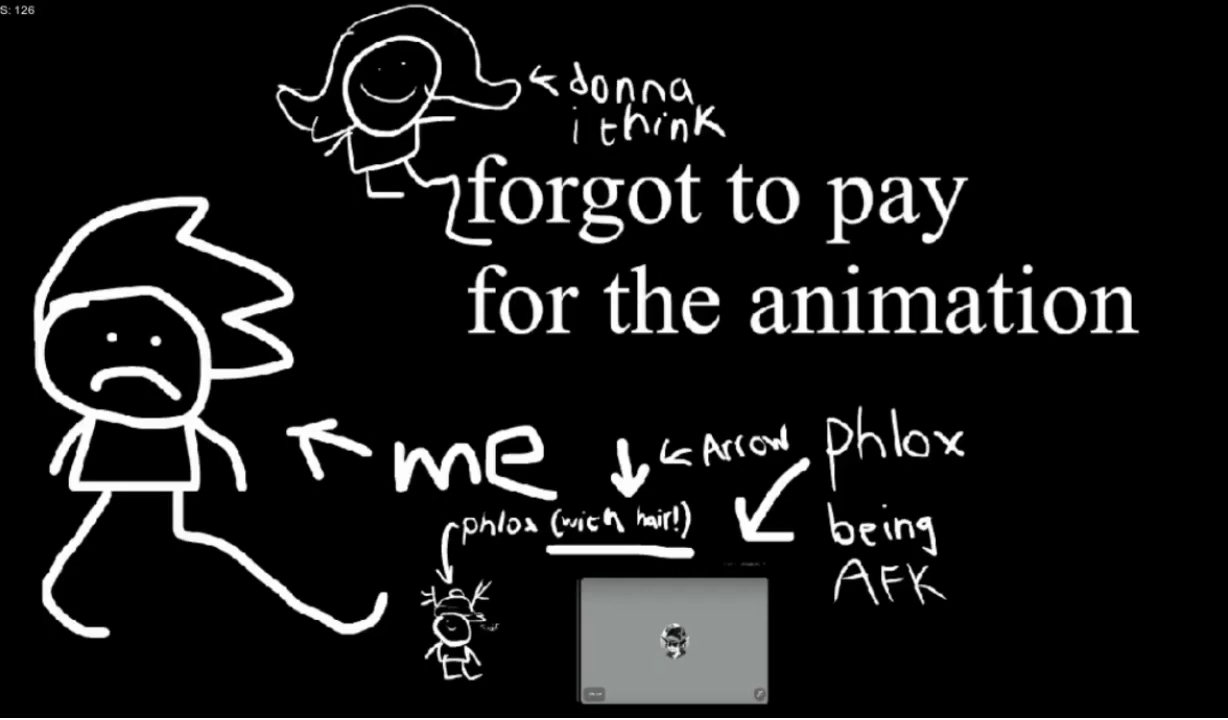 S: 126
donna
i think
forgot to pay
for the animation
me
Arrow
phlox
phlox (with hair!)
being
AFK